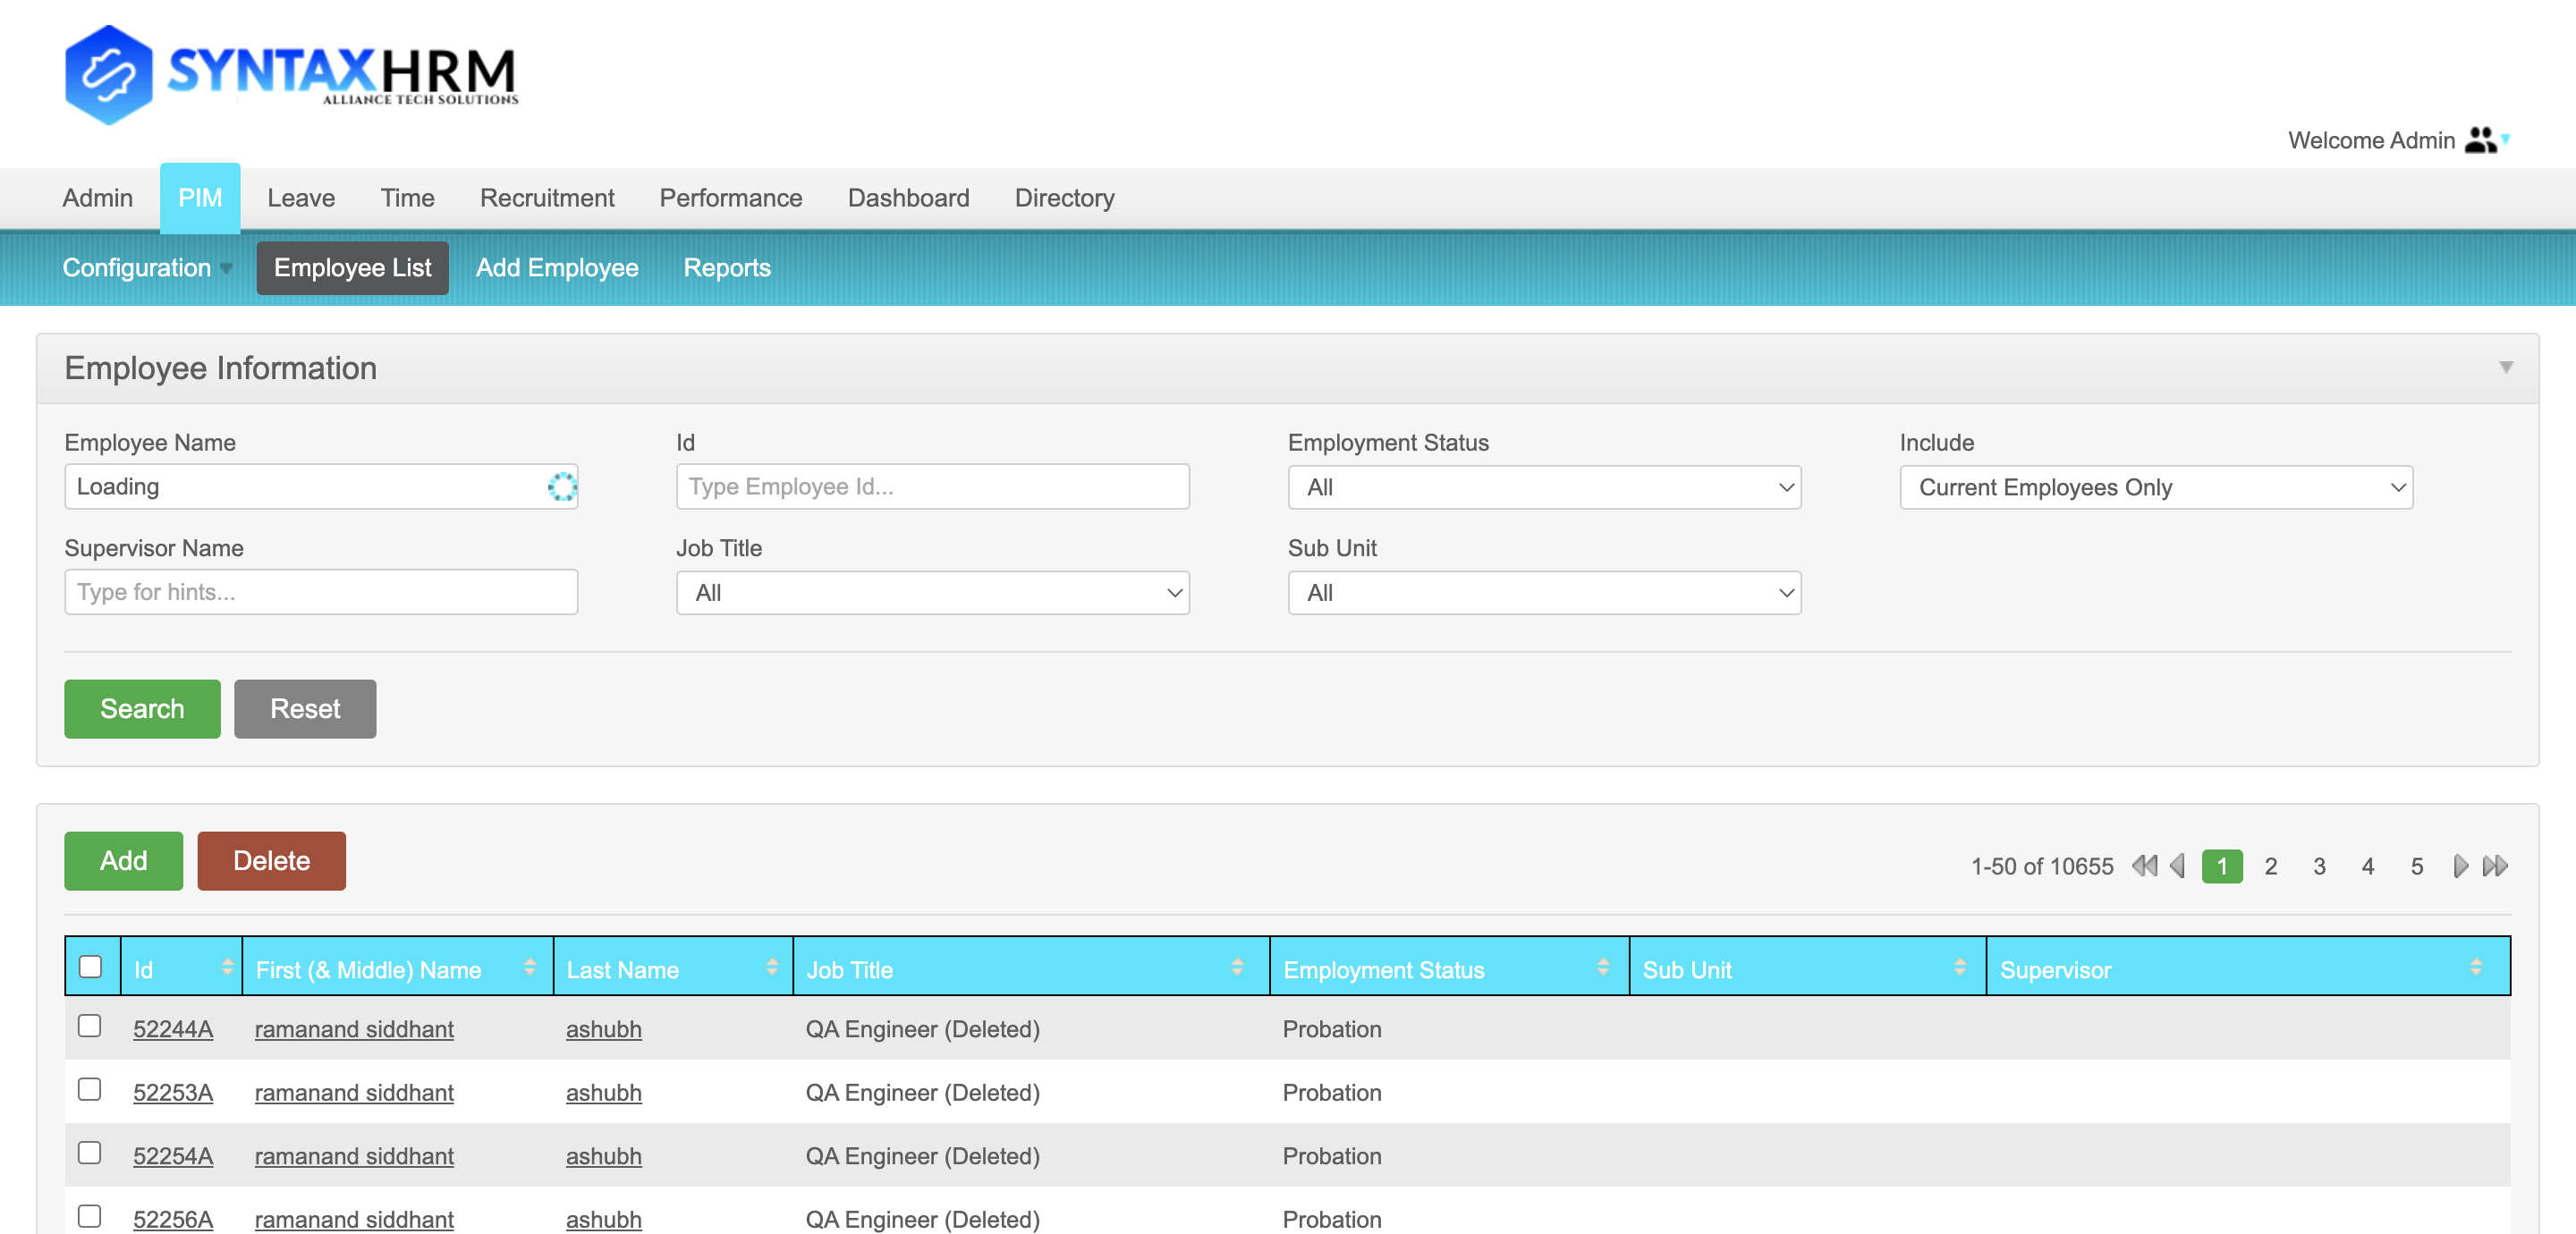 SYNTAXHRM
ALLIANCE TECH SOLUTIONS
Welcome Admin
Admin PIM Leave Time Recruitment Performance Dashboard Directory
Configuration Employee List Add Employee Reports
Employee Information
Employee Name Id Employment Status Include
Loading Type Employee Id... All Current Employees Only
Supervisor Name Job Title Sub Unit
Type for hints... All All
Search Reset
Add Delete 1-50 of 10655 1 2 3 4 5
Id First (& Middle) Name Last Name Job Title Employment Status Sub Unit Supervisor
52244A ramanand siddhant ashubh QA Engineer (Deleted) Probation
52253A ramanand siddhant ashubh QA Engineer (Deleted) Probation
52254A ramanand siddhant ashubh QA Engineer (Deleted) Probation
52256A ramanand siddhant ashubh QA Engineer (Deleted) Probation